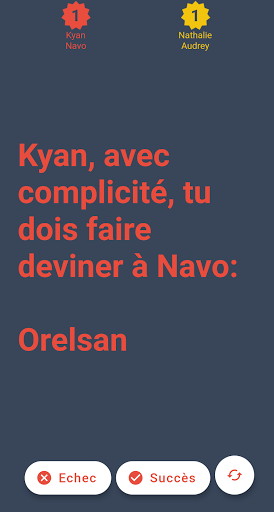 1 1
Kyan Nathalie
Navo Audrey
Kyan, avec
complicité, tu
dois faire
deviner à Navo:
Orelsan
Echec Succès